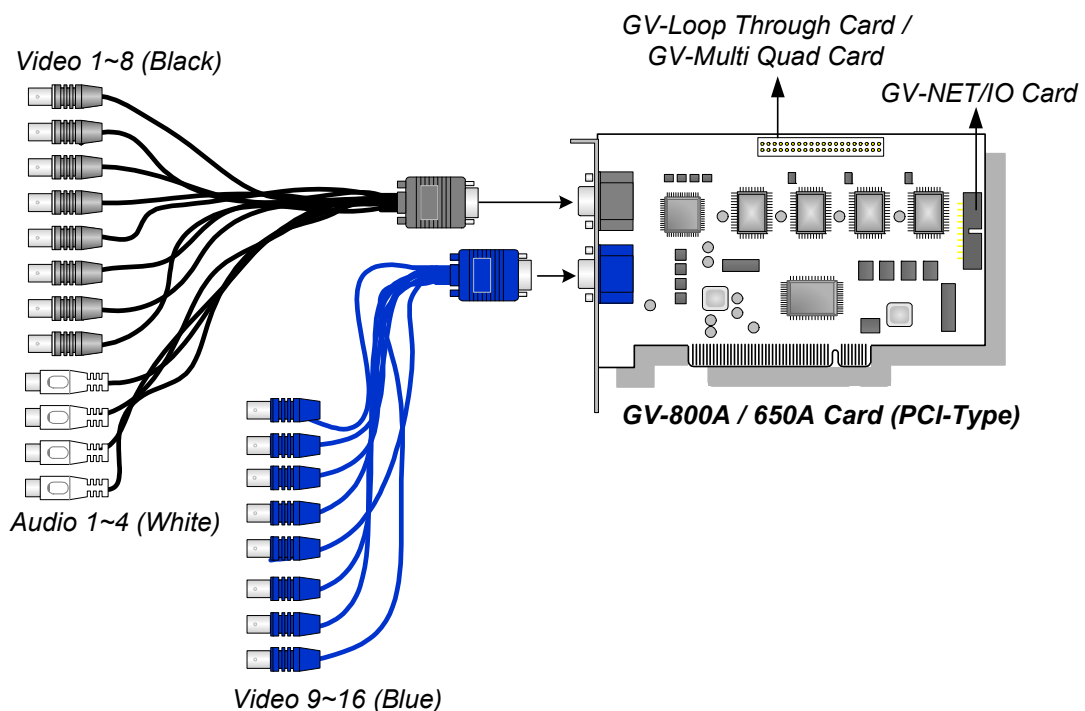 GV-Loop Through Card /
GV-Multi Quad Card
Video 1~8 (Black)
GV-NET/IO Card
GV-800A / 650A Card (PCI-Type)
Audio 1~4 (White)
Video 9~16 (Blue)